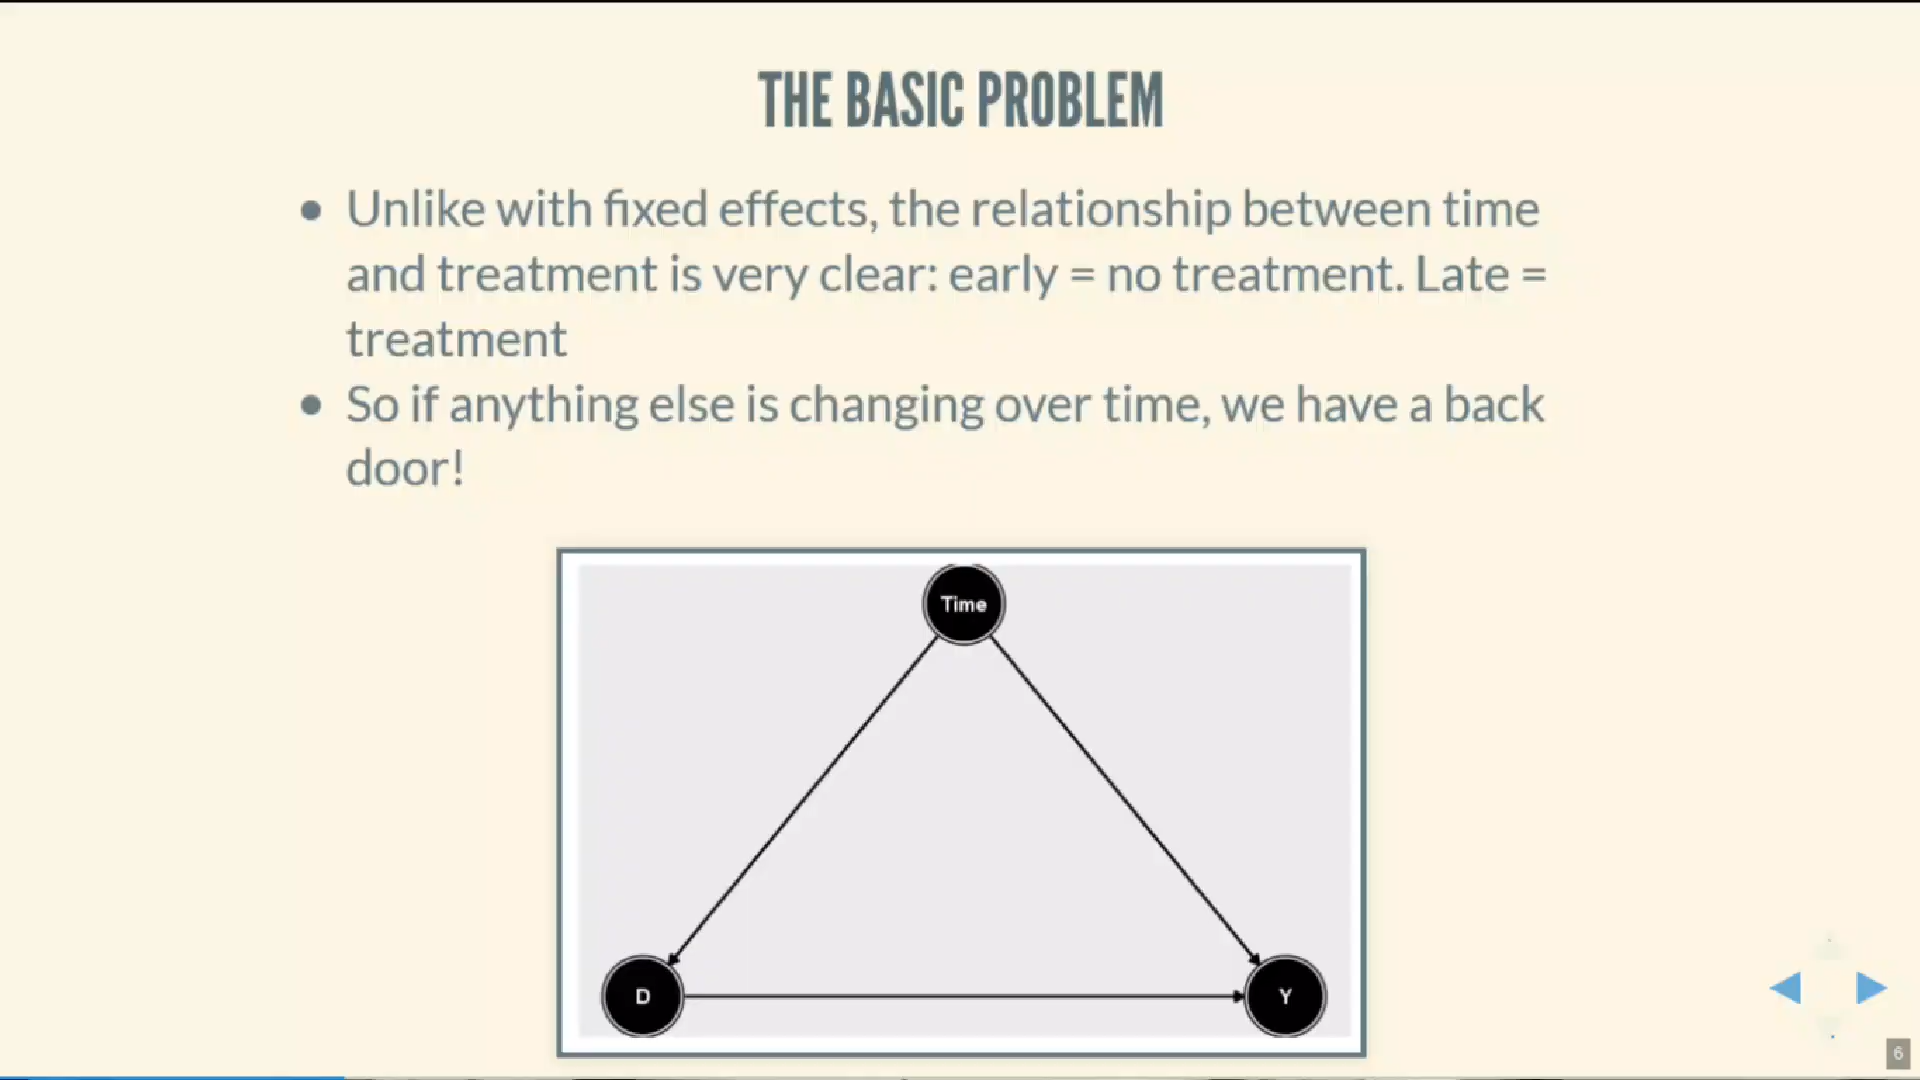 THE BASIC PROBLEM
Unlike with fixed effects, the relationship between time
and treatment is very clear: early = no treatment. Late =
treatment
So if anything else is changing over time, we have a back
door!
Time
D
Y
6